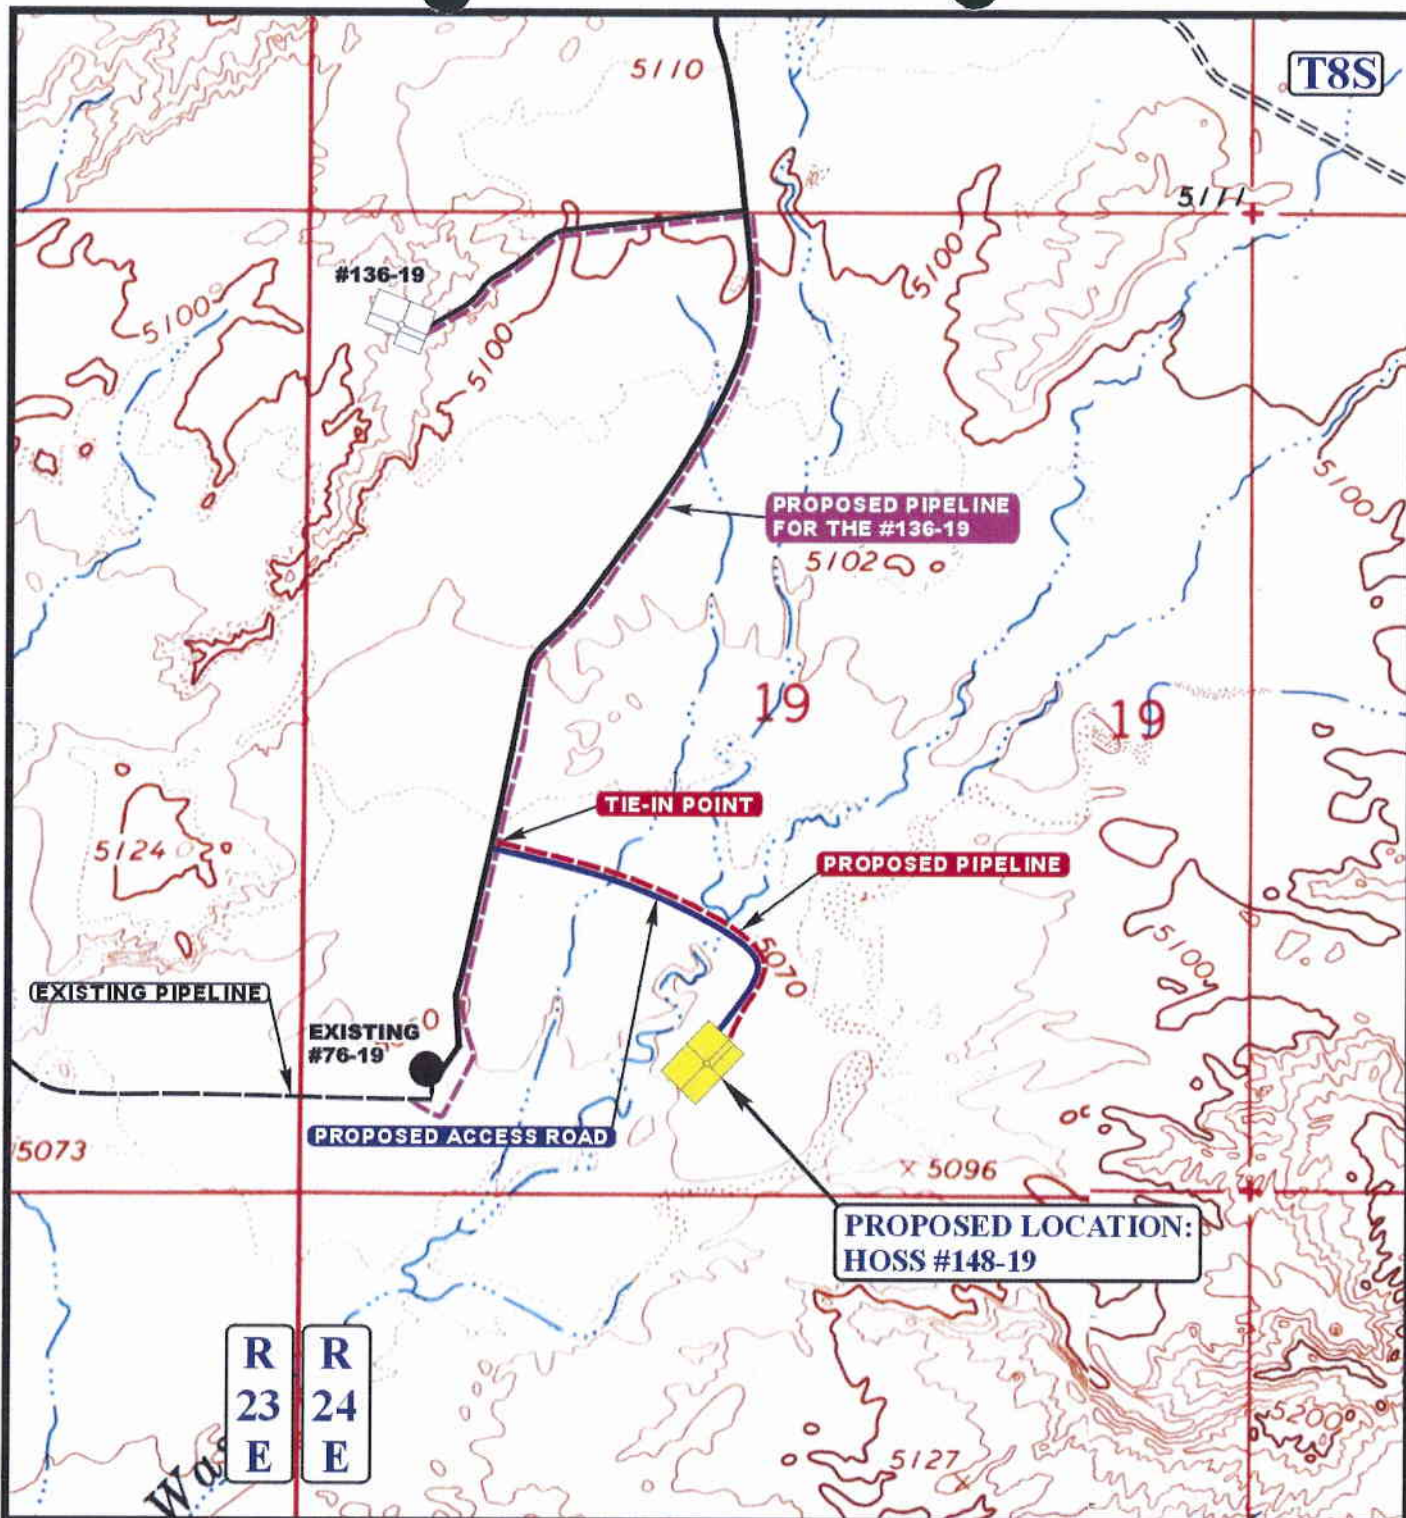 5110
T8S
5111
#136-19
5100
5100
5100
PROPOSED PIPELINE
FOR THE #136-19
5102
5100
19
19
TIE-IN POINT
5124
PROPOSED PIPELINE
5070
5100
EXISTING PIPELINE
EXISTING
#76-19
PROPOSED ACCESS ROAD
5073
5096
PROPOSED LOCATION:
HOSS #148-19
R
23
E
R
24
E
5200
5127